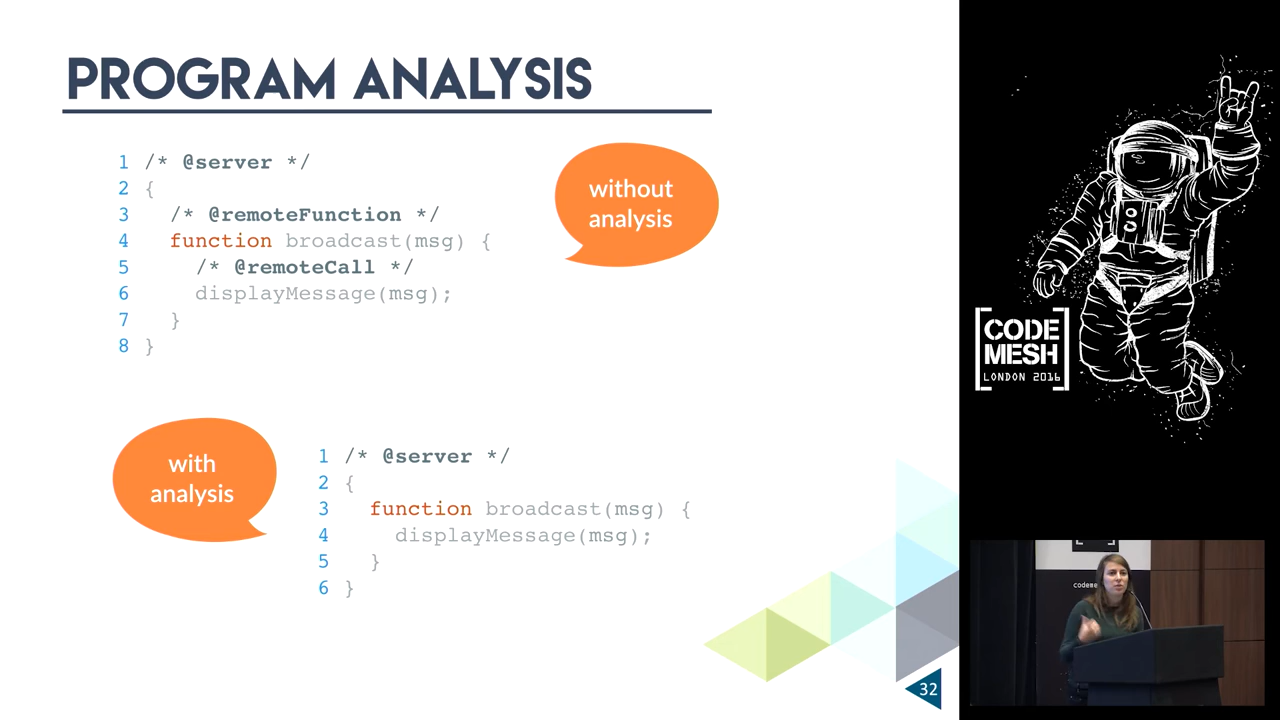 PROGRAM ANALYSIS
1 /* @server */
2 {
3 /* @remoteFunction */
4 function broadcast(msg) {
5 /* @remoteCall */
6 displayMessage(msg);
7 }
8 }
without
analysis
with
analysis
1 /* @server */
2 {
3 function broadcast(msg) {
4 displayMessage(msg);
5 }
6 }
32
CODE
MESH
LONDON 2016
codeme